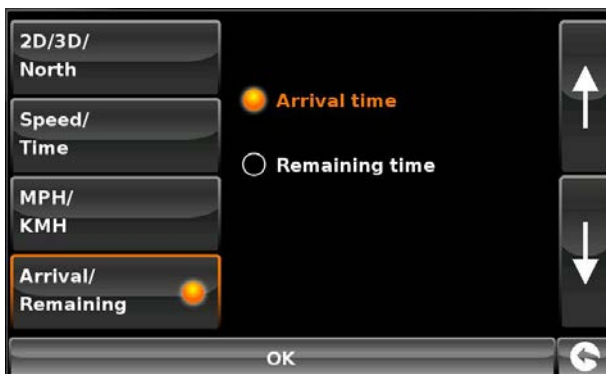 2D/3D/
North
Speed/
Time
MPH/
KMH
Arrival/
Remaining
Arrival time
Remaining time
OK